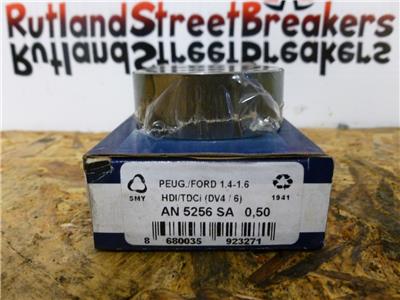 RutlandStreetBreakers
RutlandStreetBreakers
PEUG./FORD 1.4-1.6
HDI/TDCi (DV4 / 6)
SMY
1941
AN 5256 SA 0,50
8 680035 923271